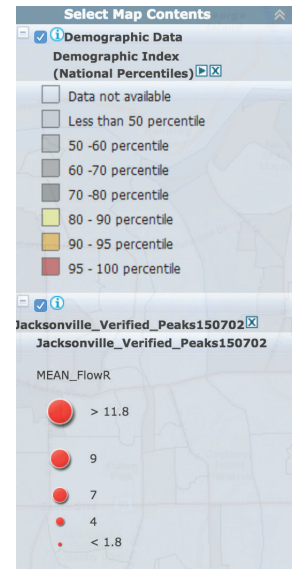 Select Map Contents
Demographic Data
Demographic Index
(National Percentiles)
Data not available
Less than 50 percentile
50 -60 percentile
60 -70 percentile
70 -80 percentile
80 - 90 percentile
90 - 95 percentile
95 - 100 percentile
Jacksonville_Verified_Peaks150702
Jacksonville_Verified_Peaks150702
MEAN_FlowR
> 11.8
9
7
4
< 1.8